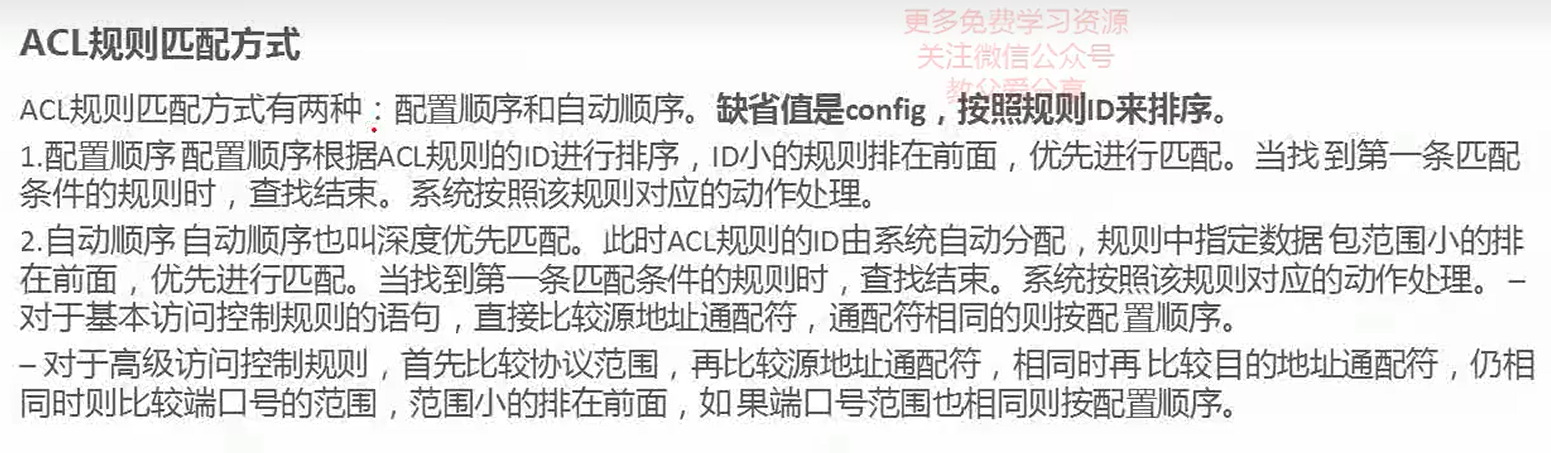 更多免费学习资源
关注微信公众号
教父爱分享
ACL规则匹配方式
ACL规则匹配方式有两种：配置顺序和自动顺序。缺省值是config，按照规则ID来排序。
1.配置顺序 配置顺序根据ACL规则的ID进行排序，ID小的规则排在前面，优先进行匹配。当找 到第一条匹配
条件的规则时，查找结束。系统按照该规则对应的动作处理。
2.自动顺序 自动顺序也叫深度优先匹配。此时ACL规则的ID由系统自动分配，规则中指定数据 包范围小的排
在前面，优先进行匹配。当找到第一条匹配条件的规则时，查找结束。系统按照该规则对应的动作处理。 –
对于基本访问控制规则的语句，直接比较源地址通配符，通配符相同的则按配 置顺序。
– 对于高级访问控制规则，首先比较协议范围，再比较源地址通配符，相同时再 比较目的地址通配符，仍相
同时则比较端口号的范围，范围小的排在前面，如 果端口号范围也相同则按配置顺序。